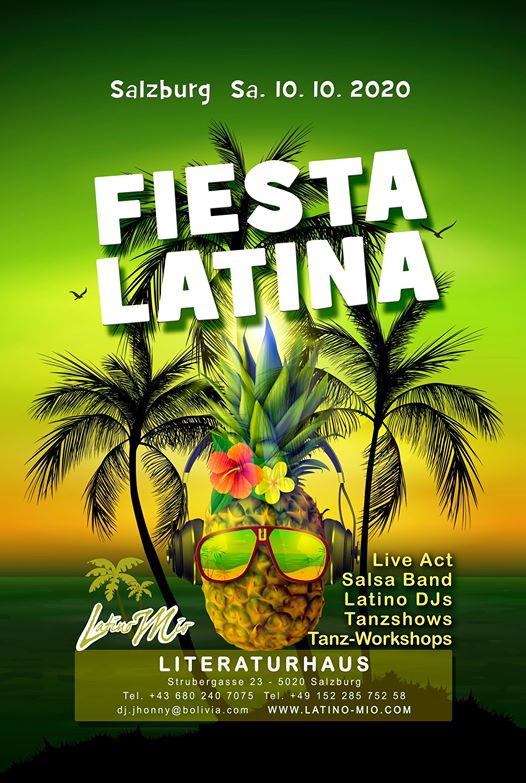 Salzburg Sa. 10. 10. 2020
FIESTA
LATINA
Live Act
Salsa Band
Latino DJs
Tanzshows
Tanz-Workshops
Latino Mio
LITERATURHAUS
Strubergasse 23 - 5020 Salzburg
Tel. +43 680 240 7075 Tel. +49 152 285 752 58
dj.jhonny@bolivia.com WWW.LATINO-MIO.COM